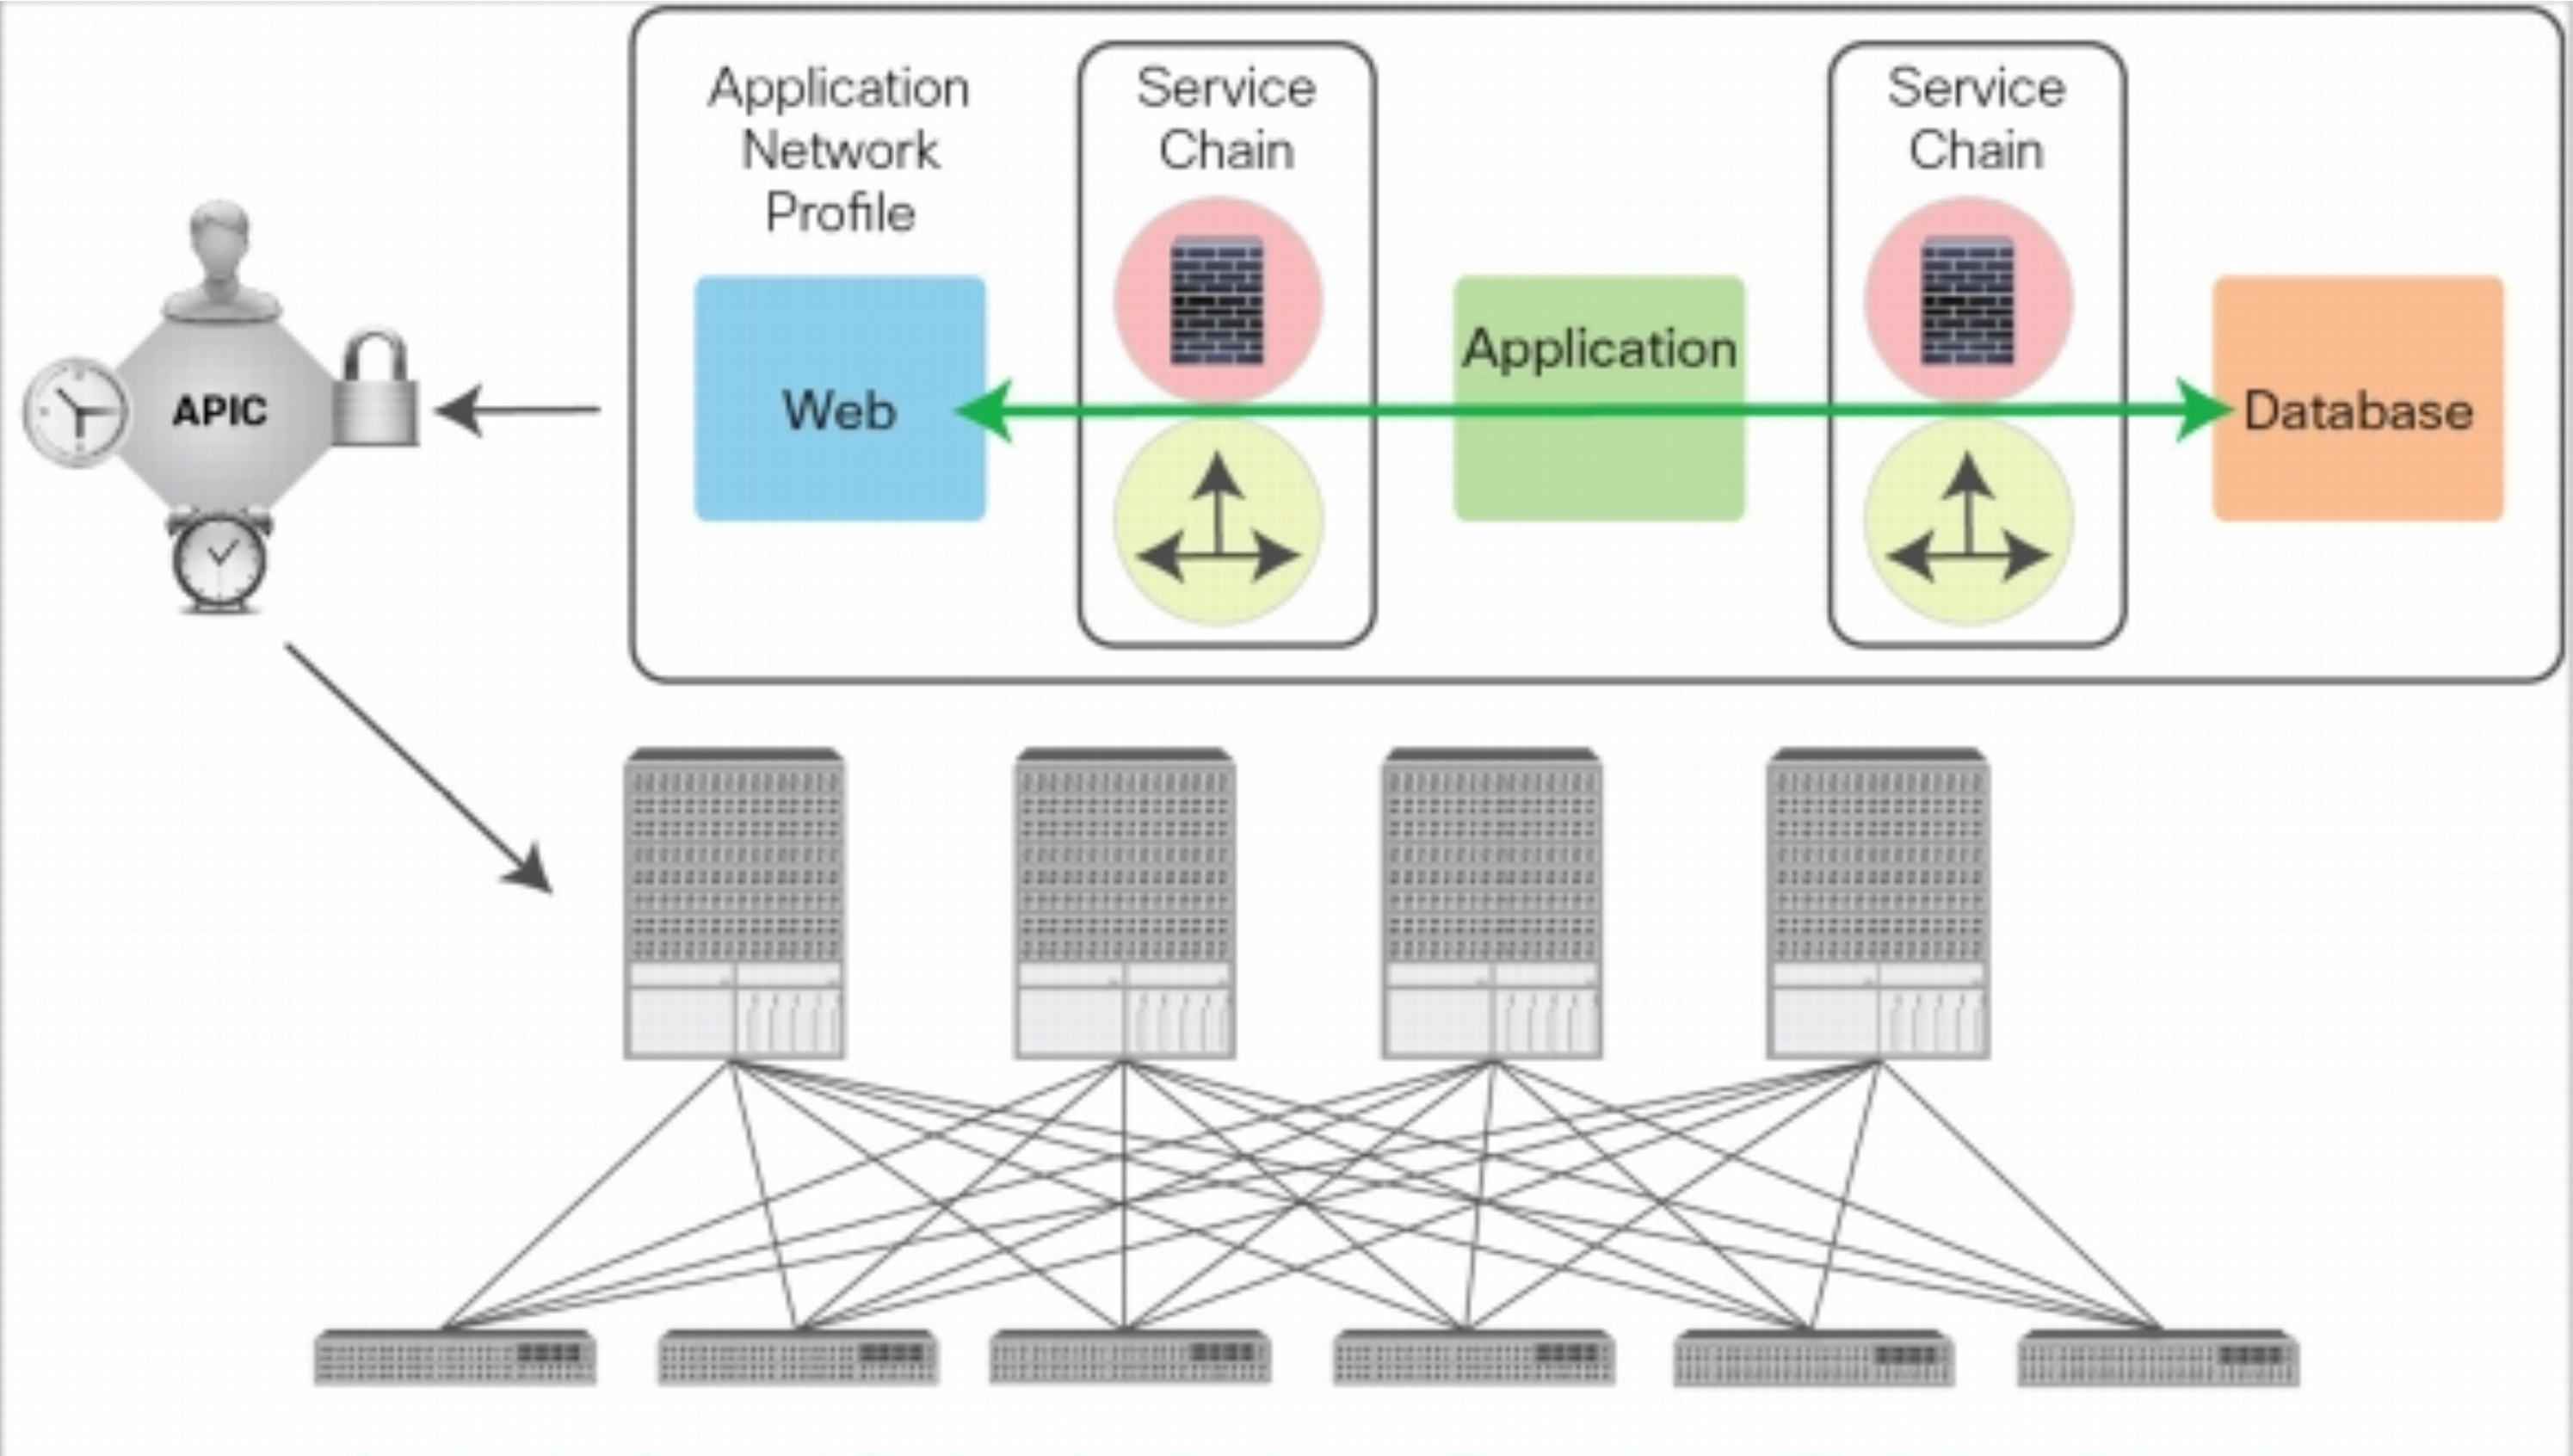 Application
Network
Profile
Service
Chain
Service
Chain
APIC
Web
Application
Database